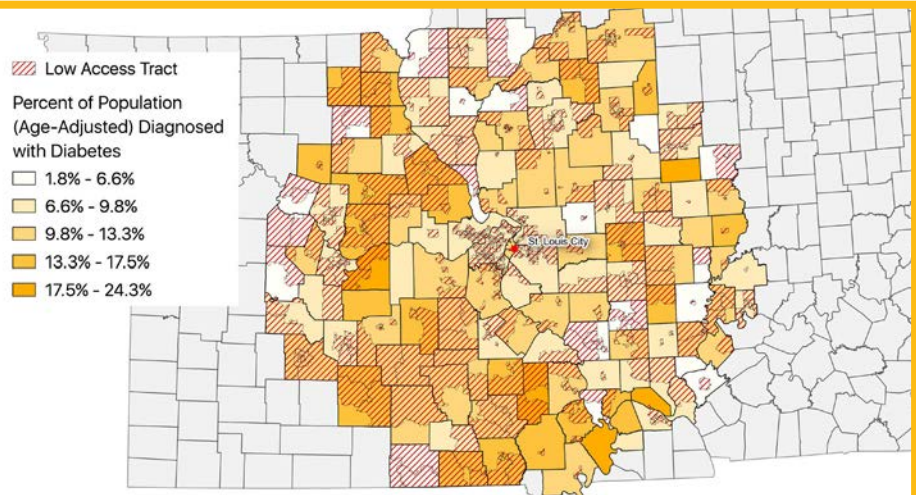 Low Access Tract
Percent of Population
(Age-Adjusted) Diagnosed
with Diabetes
1.8% - 6.6%
6.6% - 9.8%
9.8% - 13.3%
13.3% - 17.5%
17.5% - 24.3%
St. Louis City